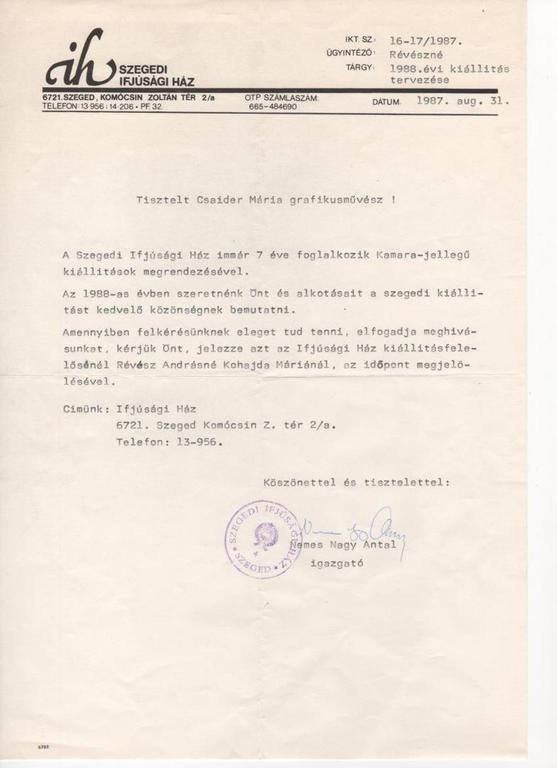 ih SZEGEDI
IFJÚSÁGI HÁZ
6721. SZEGED, KOMÓCSIN ZOLTÁN TÉR 2/a
TELEFON: 13 956 : 14 206 • PF. 32
OTP SZÁMLASZÁM:
665-484690
IKT. SZ.: 16-17/1987.
ÜGYINTÉZŐ: Révészné
TÁRGY: 1988.évi kiállitás
tervezése
DÁTUM: 1987. aug. 31.
Tisztelt Csaider Mária grafikusművész !
A Szegedi Ifjúsági Ház immár 7 éve foglalkozik Kamara-jellegű
kiállitások megrendezésével.
Az 1988-as évben szeretnénk Önt és alkotásait a szegedi kiálli-
tást kedvelő közönségnek bemutatni.
Amennyiben felkérésünknek eleget tud tenni, elfogadja meghivá-
sunkat, kérjük Önt, jelezze azt az Ifjúsági Ház kiállitásfele-
lősénél Révész Andrásné Kohajda Máriánál, az időpont megjelö-
lésével.
Cimünk: Ifjúsági Ház
6721. Szeged Komócsin Z. tér 2/a.
Telefon: 13-956.
Köszönettel és tisztelettel:
SZEGEDI IFJÚSÁGI HÁZ
• SZEGED •
Nemes Nagy Antal
igazgató